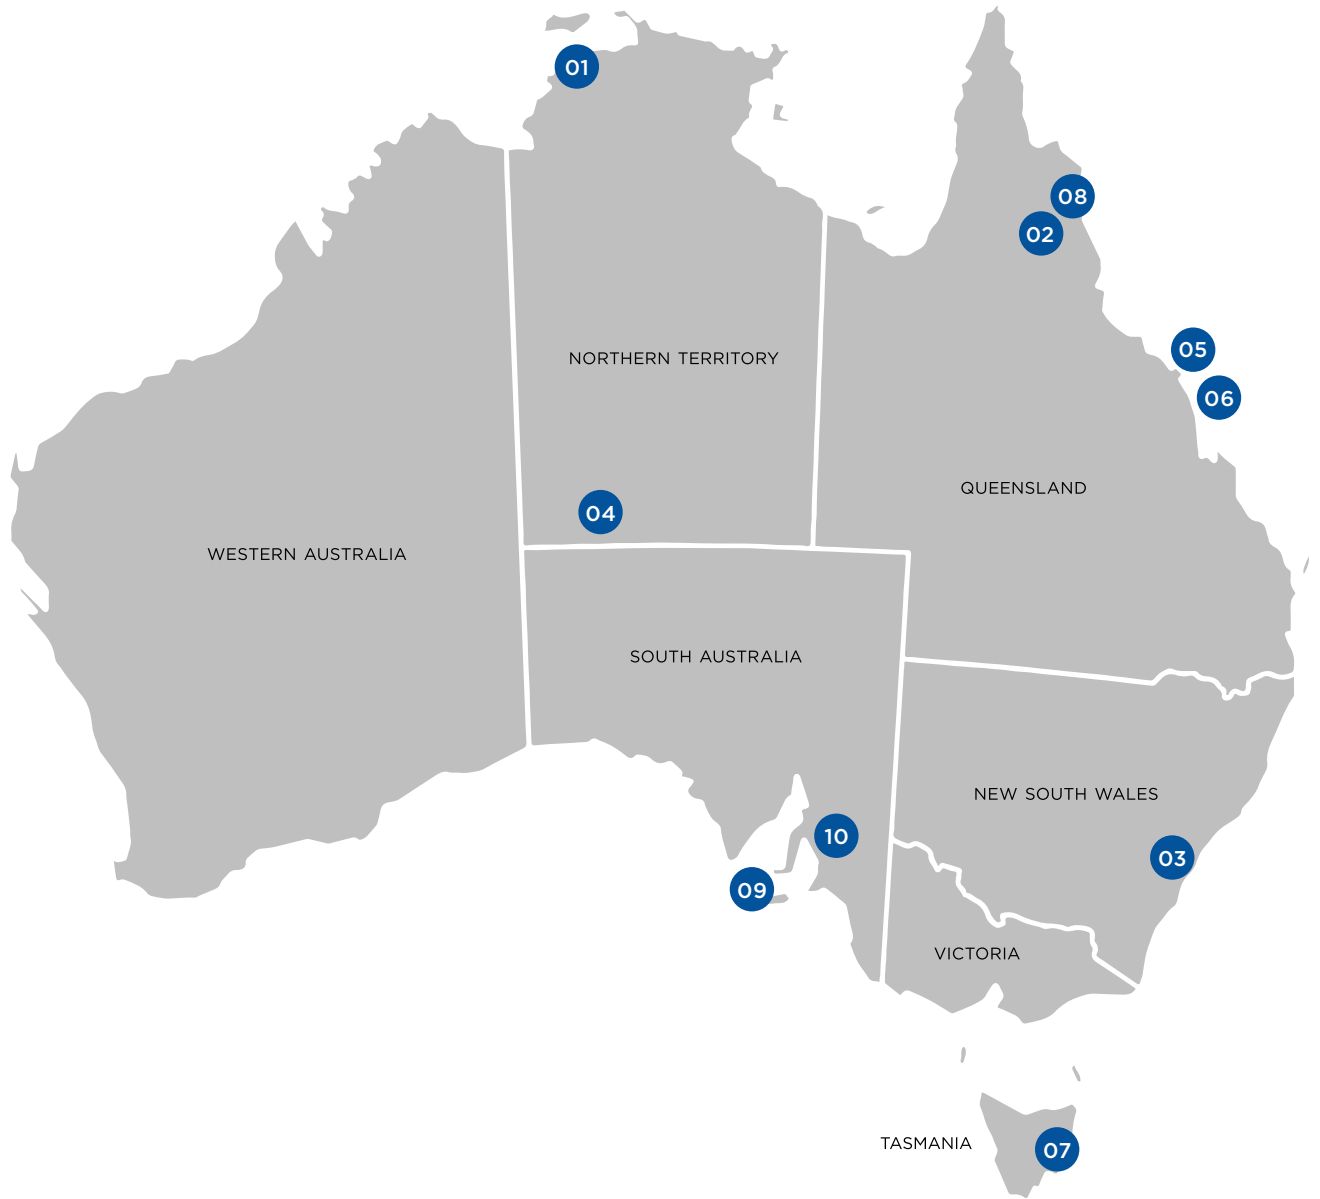 01
08
02
05
NORTHERN TERRITORY
06
QUEENSLAND
04
WESTERN AUSTRALIA
SOUTH AUSTRALIA
NEW SOUTH WALES
10
03
09
VICTORIA
TASMANIA
07